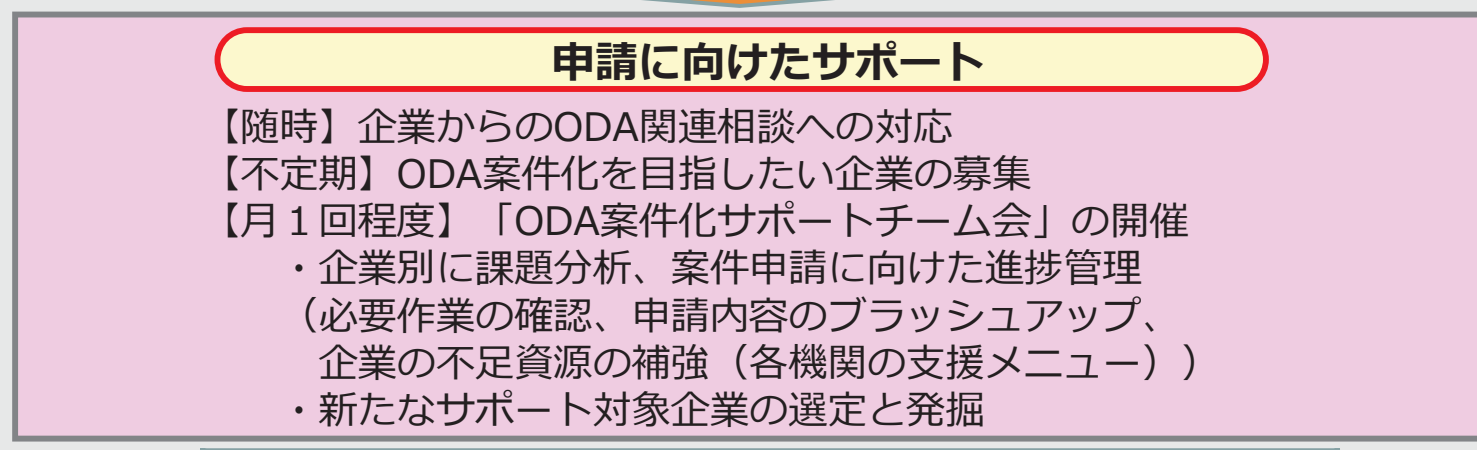 申請に向けたサポート
【随時】企業からのODA関連相談への対応
【不定期】ODA案件化を目指したい企業の募集
【月１回程度】「ODA案件化サポートチーム会」の開催
・企業別に課題分析、案件申請に向けた進捗管理
（必要作業の確認、申請内容のブラッシュアップ、
企業の不足資源の補強（各機関の支援メニュー））
・新たなサポート対象企業の選定と発掘